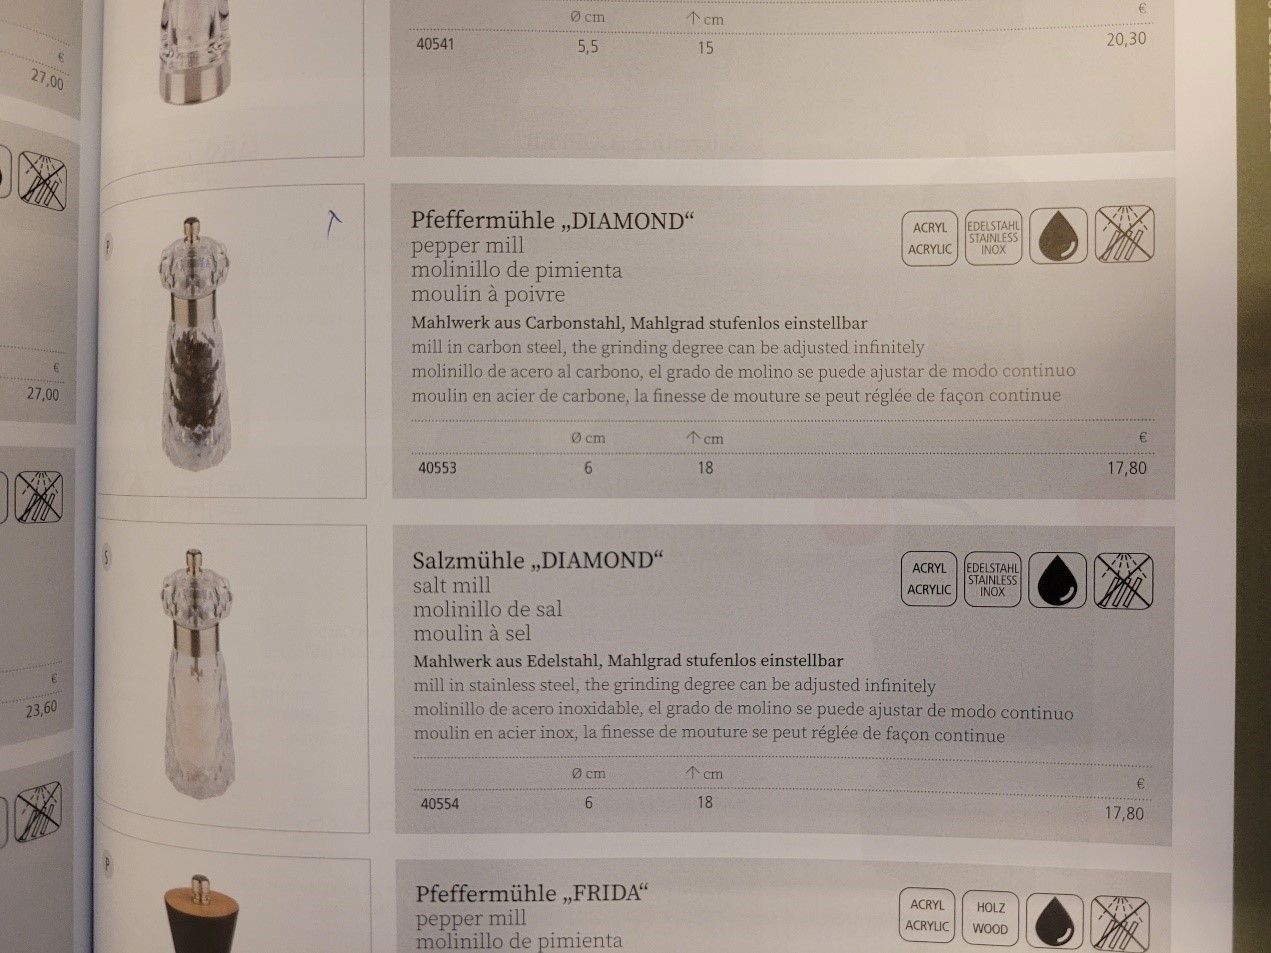 Ø cm ↑ cm €
40541 5,5 15 20,30
€
27,00
€
27,00
€
23,60
P
Pfeffermühle „DIAMOND“
pepper mill
molinillo de pimienta
moulin à poivre
ACRYL
ACRYLIC
EDELSTAHL
STAINLESS
INOX
Mahlwerk aus Carbonstahl, Mahlgrad stufenlos einstellbar
mill in carbon steel, the grinding degree can be adjusted infinitely
molinillo de acero al carbono, el grado de molino se puede ajustar de modo continuo
moulin en acier de carbone, la finesse de mouture se peut réglée de façon continue
Ø cm ↑ cm €
40553 6 18 17,80
S
Salzmühle „DIAMOND“
salt mill
molinillo de sal
moulin à sel
ACRYL
ACRYLIC
EDELSTAHL
STAINLESS
INOX
Mahlwerk aus Edelstahl, Mahlgrad stufenlos einstellbar
mill in stainless steel, the grinding degree can be adjusted infinitely
molinillo de acero inoxidable, el grado de molino se puede ajustar de modo continuo
moulin en acier inox, la finesse de mouture se peut réglée de façon continue
Ø cm ↑ cm €
40554 6 18 17,80
P
Pfeffermühle „FRIDA“
pepper mill
molinillo de pimienta
ACRYL
ACRYLIC
HOLZ
WOOD